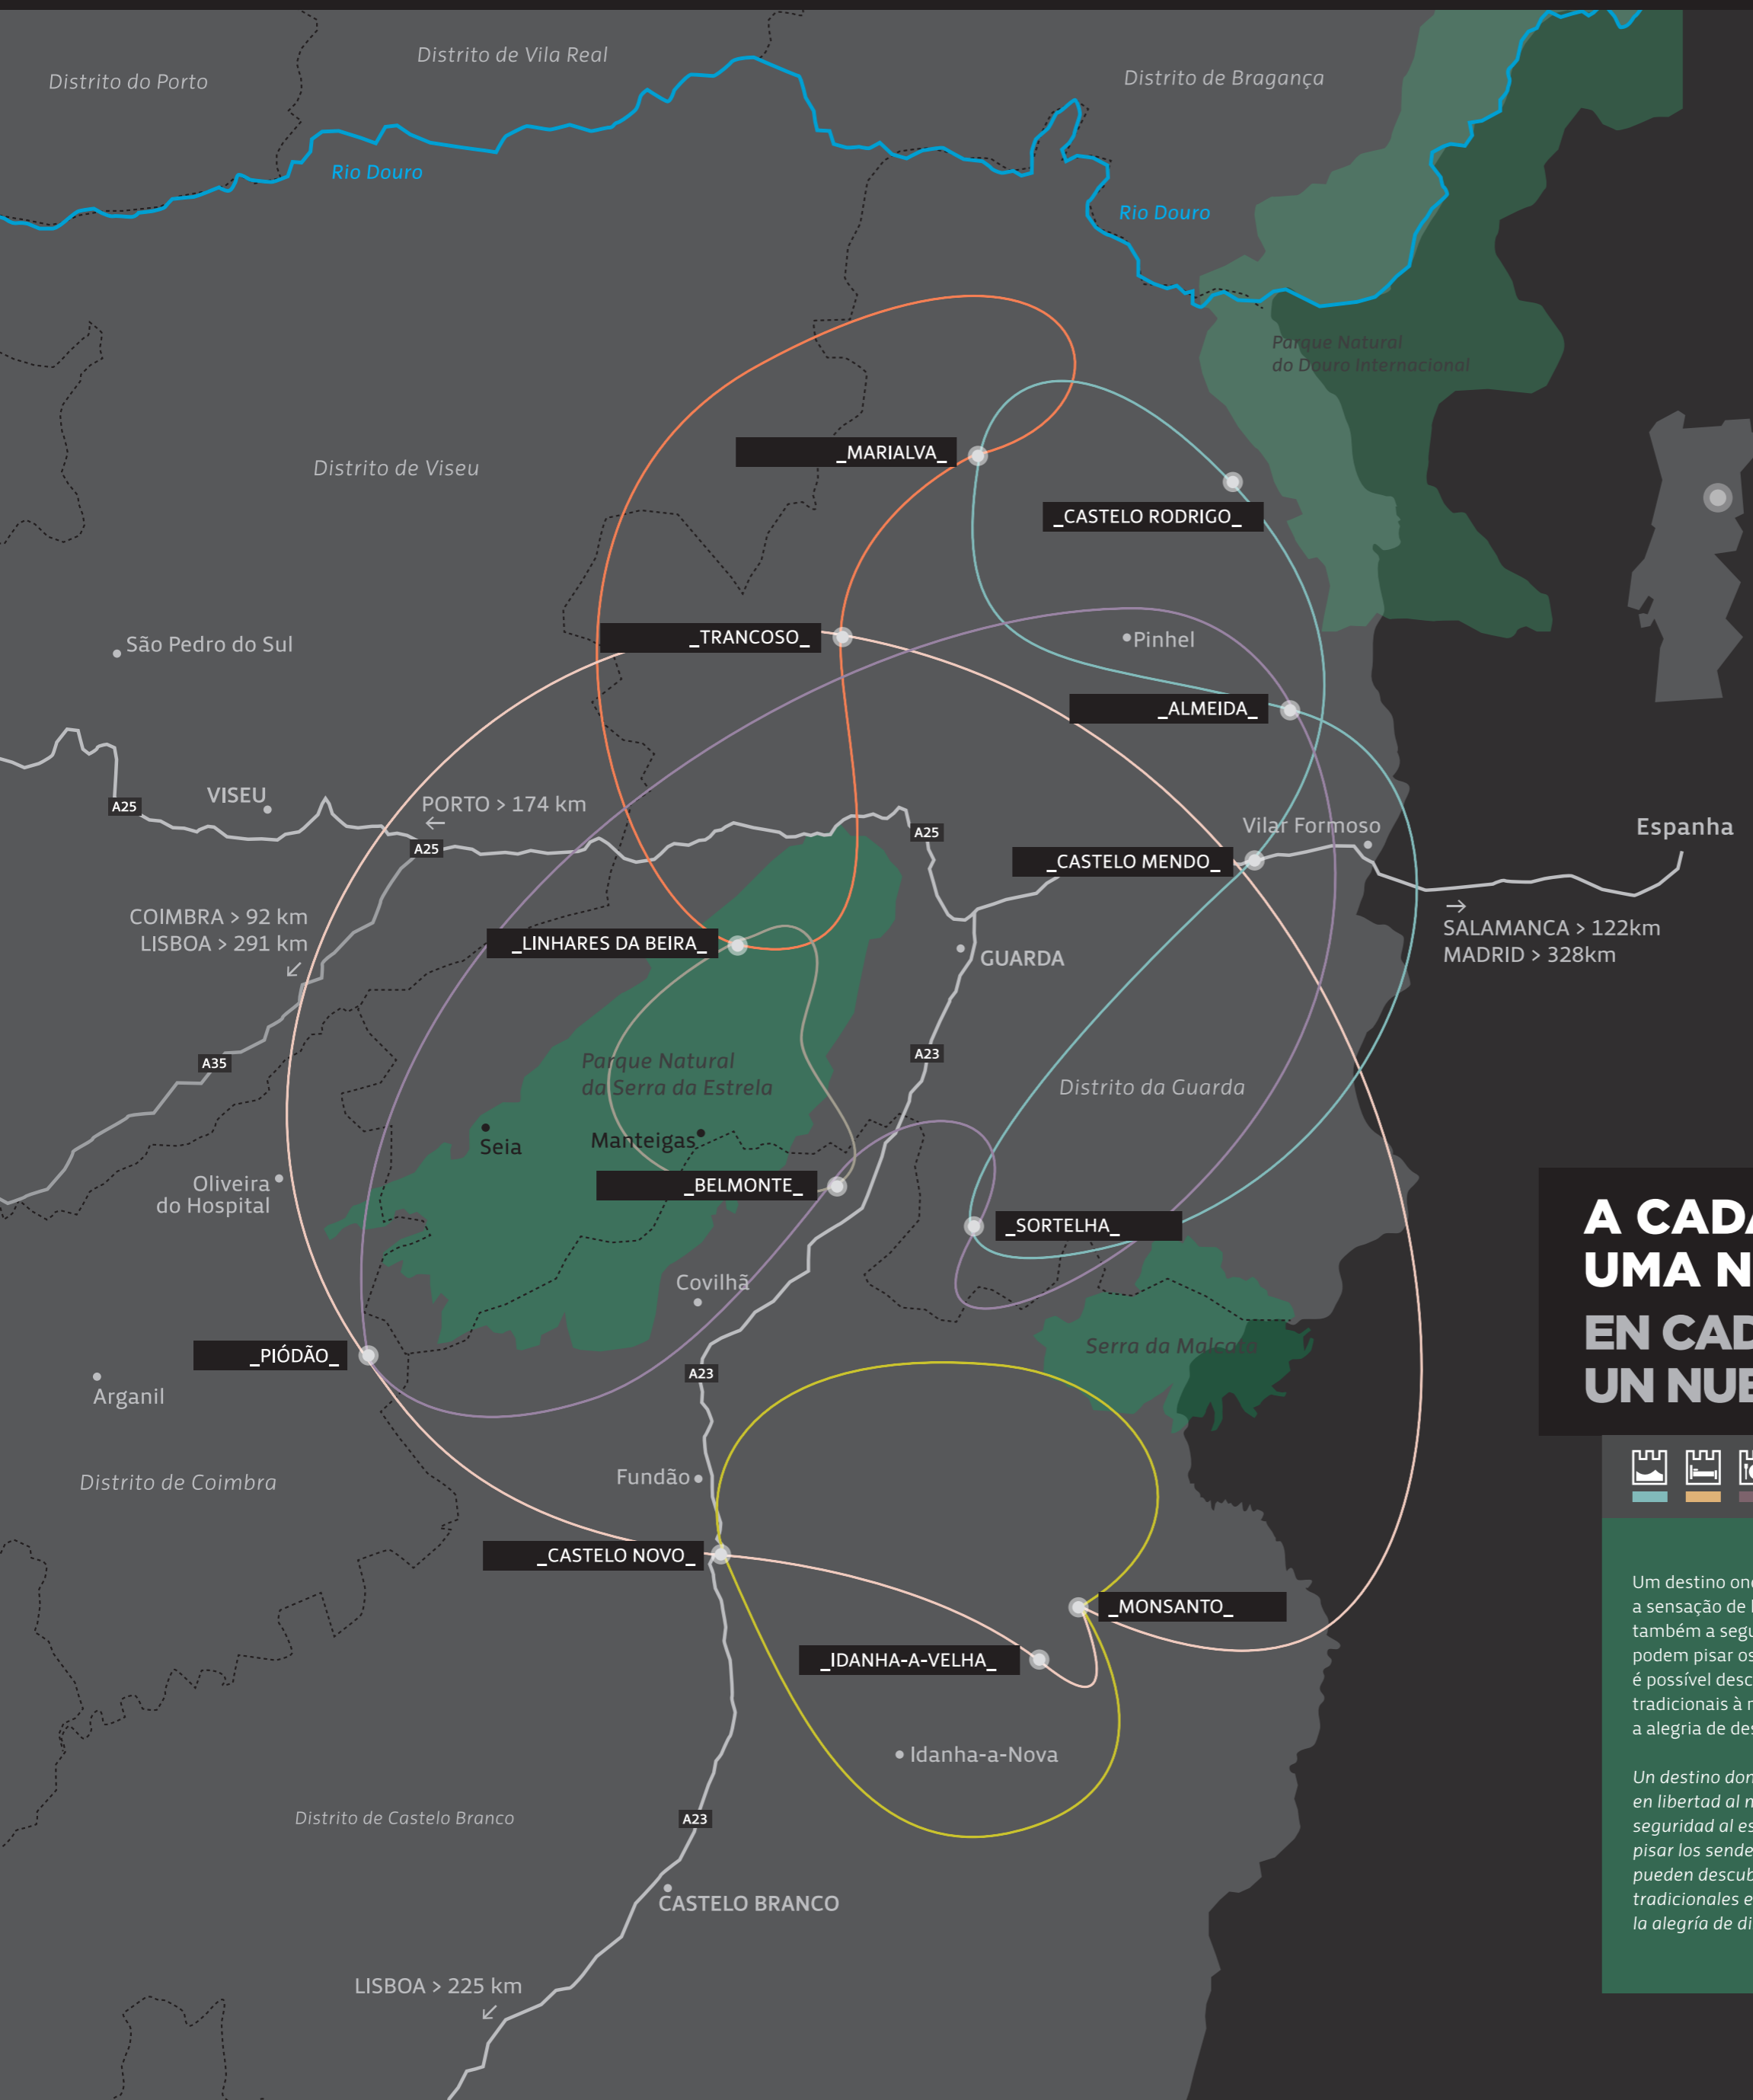 Distrito do Porto
Distrito de Vila Real
Distrito de Bragança
Rio Douro
Rio Douro
Parque Natural
do Douro Internacional
_MARIALVA_
Distrito de Viseu
_CASTELO RODRIGO_
São Pedro do Sul
_TRANCOSO_
Pinhel
_ALMEIDA_
VISEU
A25
PORTO > 174 km
←
A25
A25
Vilar Formoso
Espanha
_CASTELO MENDO_
COIMBRA > 92 km
LISBOA > 291 km
↙
_LINHARES DA BEIRA_
GUARDA
→
SALAMANCA > 122km
MADRID > 328km
A35
A23
Parque Natural
da Serra da Estrela
Distrito da Guarda
Seia
Manteigas
Oliveira
do Hospital
_BELMONTE_
_SORTELHA_
Covilhã
_PIÓDÃO_
Serra da Malcata
A23
Arganil
Distrito de Coimbra
Fundão
_CASTELO NOVO_
_MONSANTO_
_IDANHA-A-VELHA_
Idanha-a-Nova
Distrito de Castelo Branco
A23
CASTELO BRANCO
LISBOA > 225 km
↙
A CADA
UMA N
EN CAD
UN NUE
Um destino ond
a sensação de l
também a segu
podem pisar os
é possível desc
tradicionais à r
a alegria de des
Un destino don
en libertad al n
seguridad al es
pisar los sende
pueden descub
tradicionales e
la alegría de di